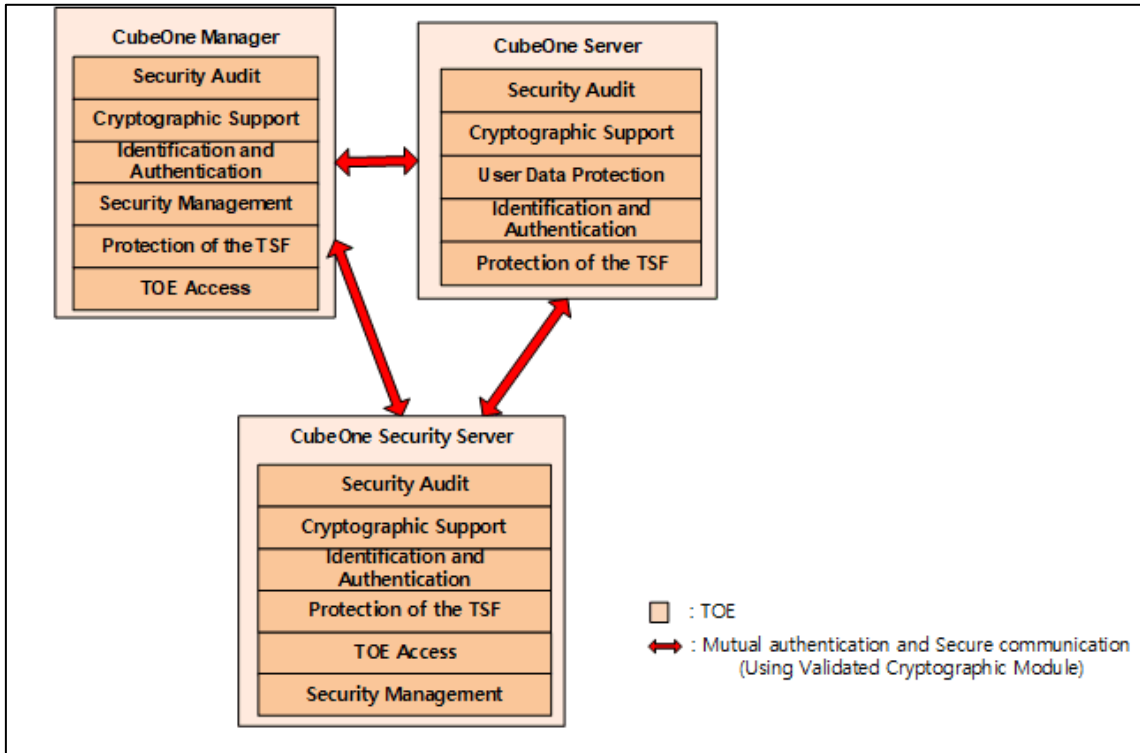 CubeOne Manager
Security Audit
Cryptographic Support
Identification and
Authentication
Security Management
Protection of the TSF
TOE Access
CubeOne Server
Security Audit
Cryptographic Support
User Data Protection
Identification and
Authentication
Protection of the TSF
CubeOne Security Server
Security Audit
Cryptographic Support
Identification and
Authentication
Protection of the TSF
TOE Access
Security Management
: TOE
: Mutual authentication and Secure communication
(Using Validated Cryptographic Module)